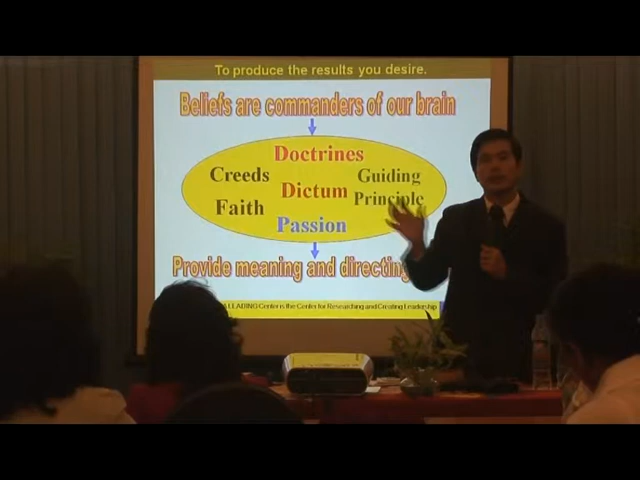 To produce the results you desire.
Beliefs are commanders of our brain
Doctrines
Creeds
Guiding
Dictum
Principle
Faith
Passion
Provide meaning and directing
Center is the Center for Researching and Creating Leadership